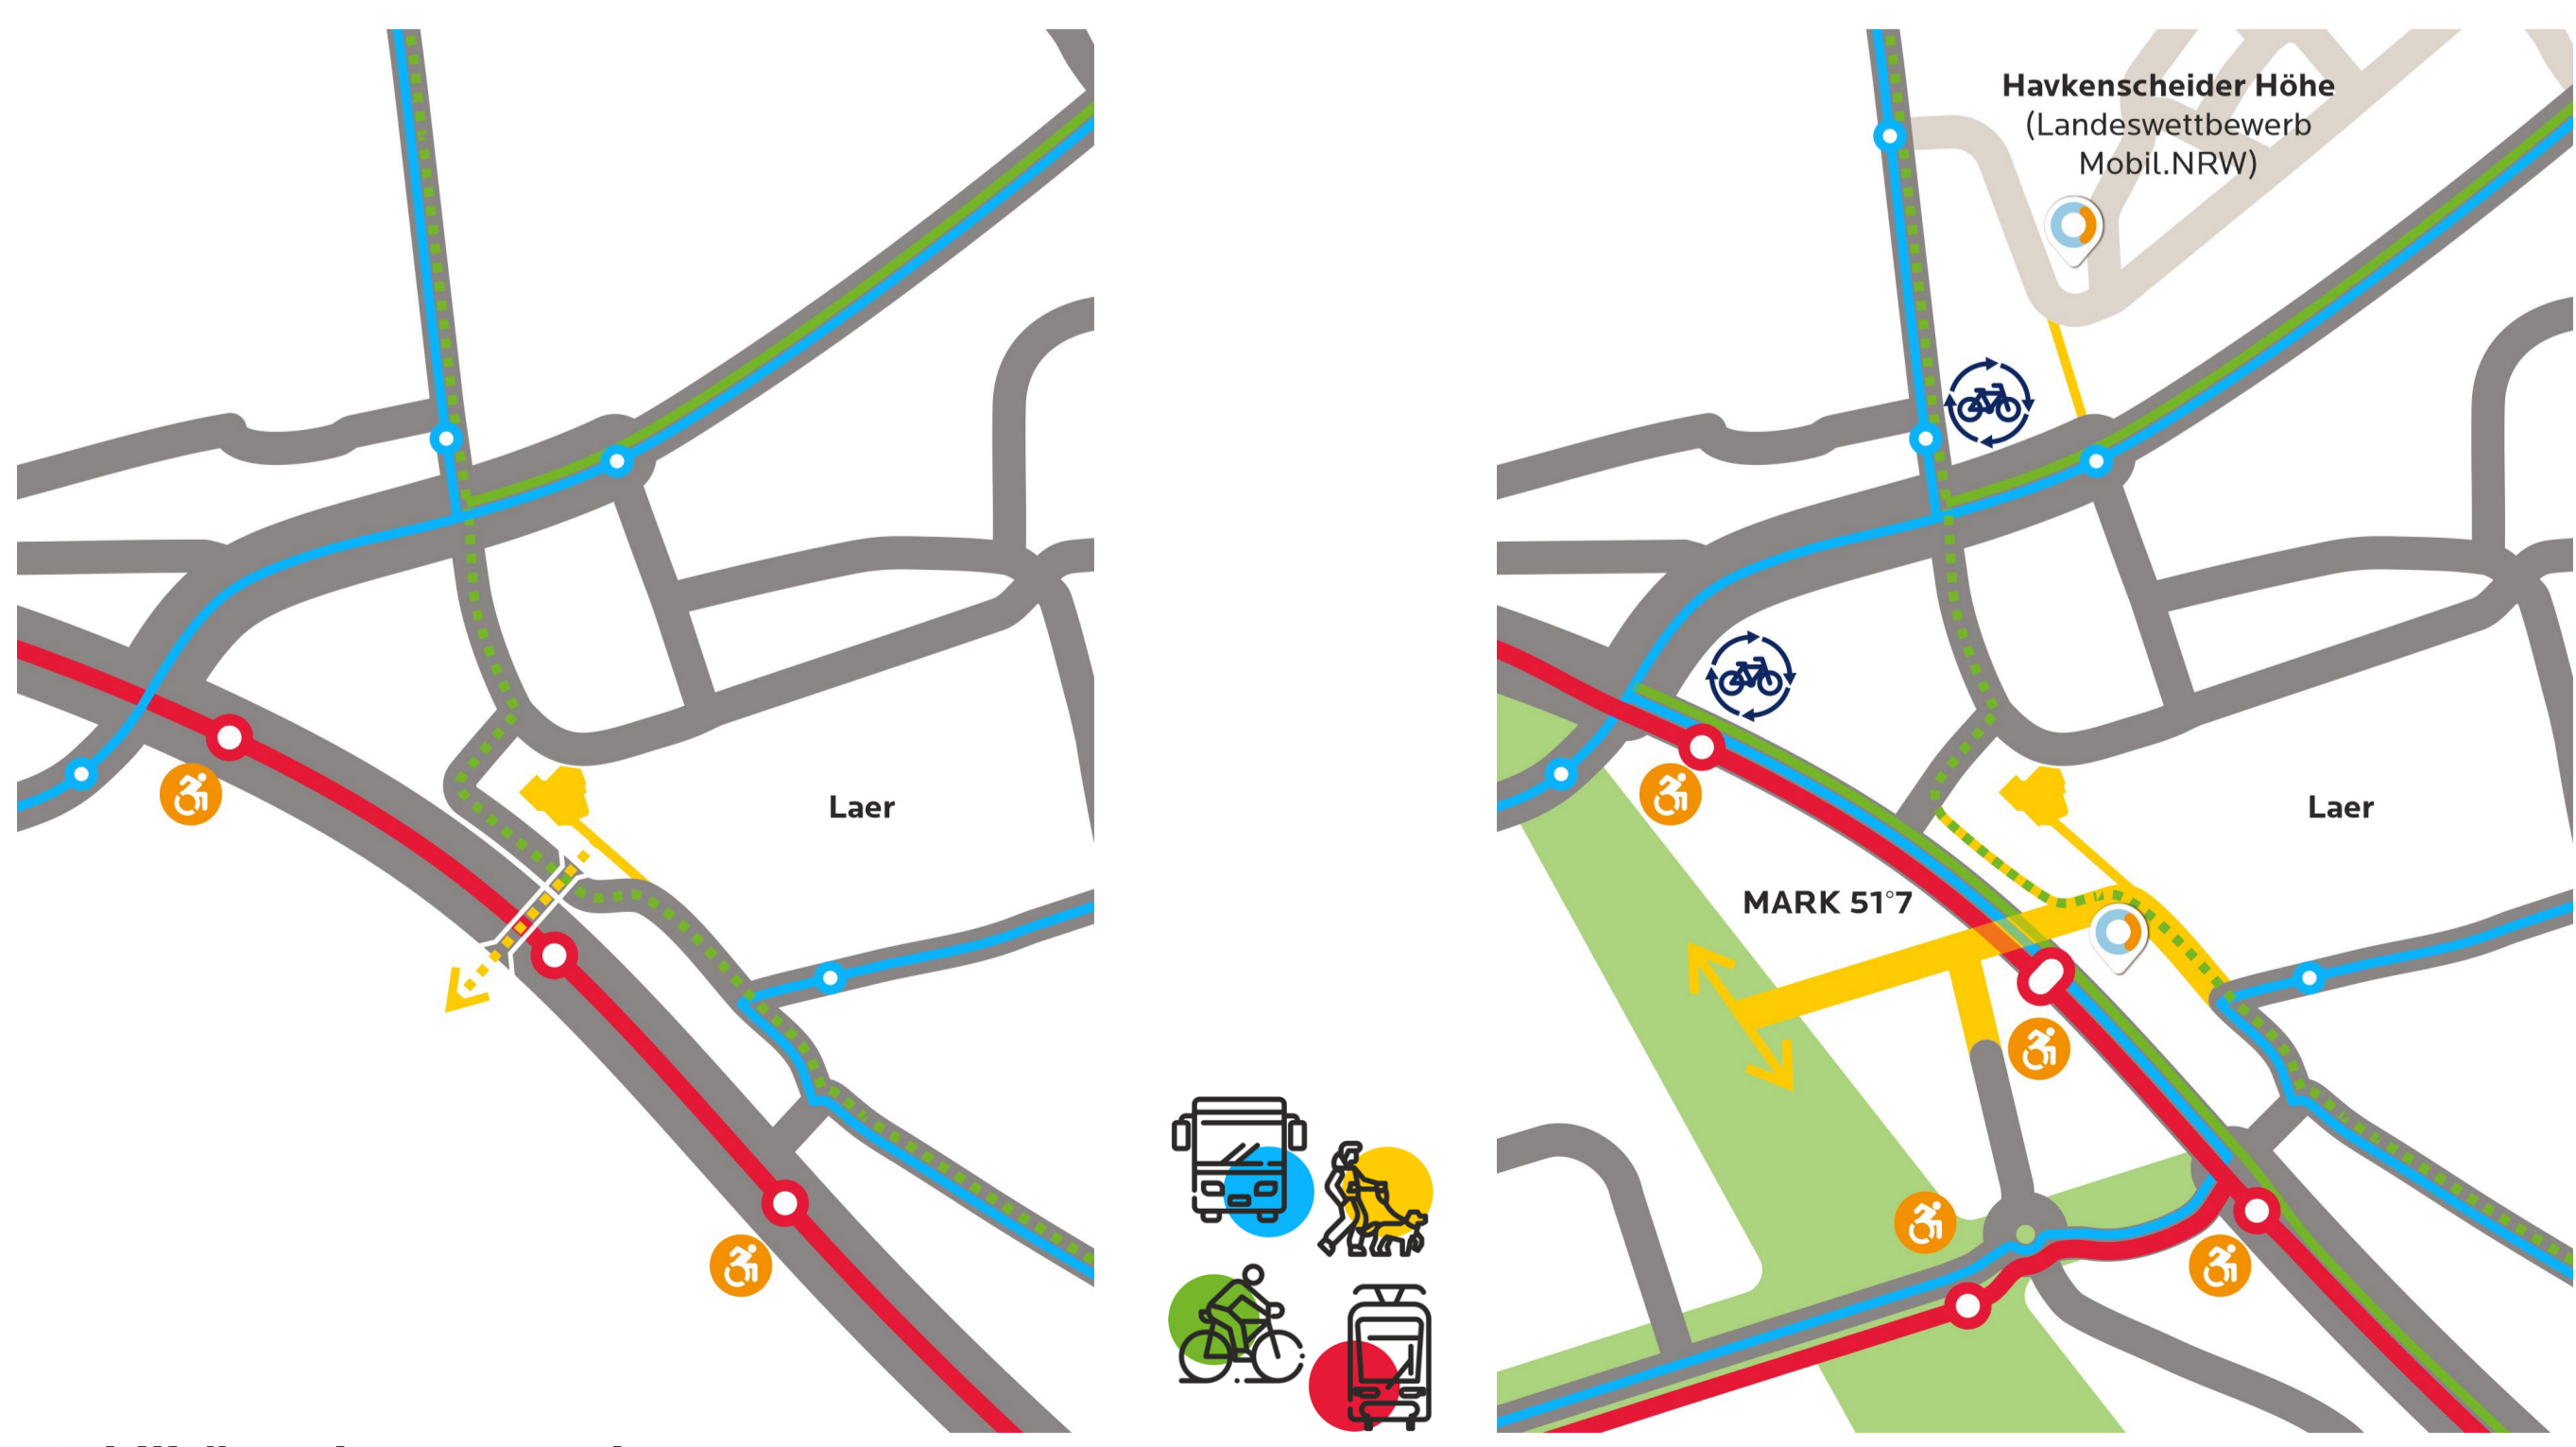 Laer
Havkenscheider Höhe
(Landeswettbewerb
Mobil.NRW)
Laer
MARK 51°7